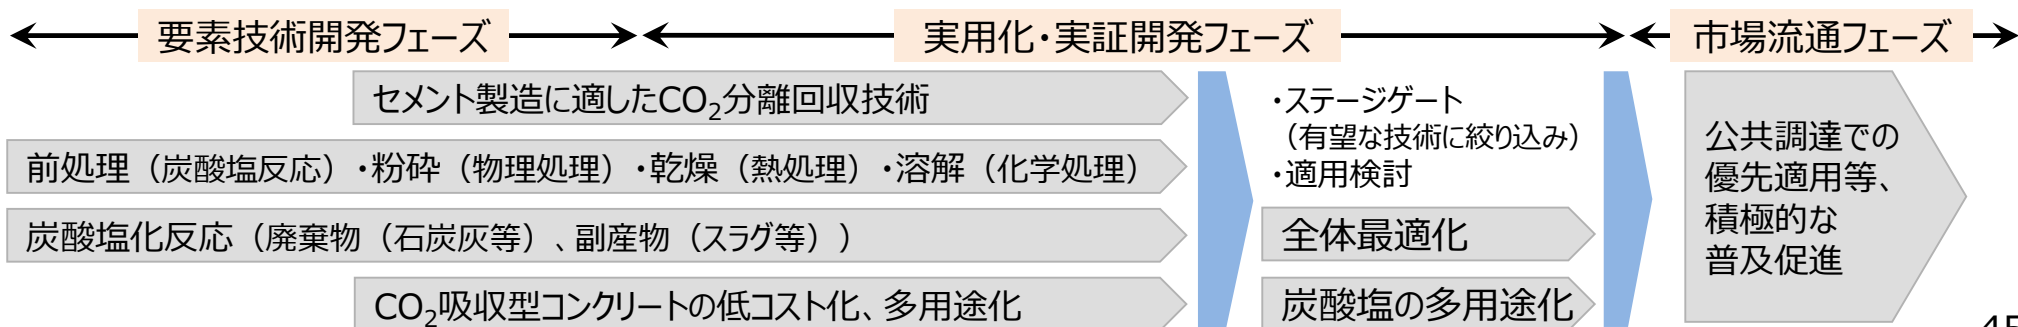 要素技術開発フェーズ
実用化・実証開発フェーズ
市場流通フェーズ
セメント製造に適したCO₂分離回収技術
前処理（炭酸塩反応）・粉砕（物理処理）・乾燥（熱処理）・溶解（化学処理）
炭酸塩化反応（廃棄物（石炭灰等）、副産物（スラグ等））
CO₂吸収型コンクリートの低コスト化、多用途化
・ステージゲート
（有望な技術に絞り込み）
・適用検討
全体最適化
炭酸塩の多用途化
公共調達での
優先適用等、
積極的な
普及促進